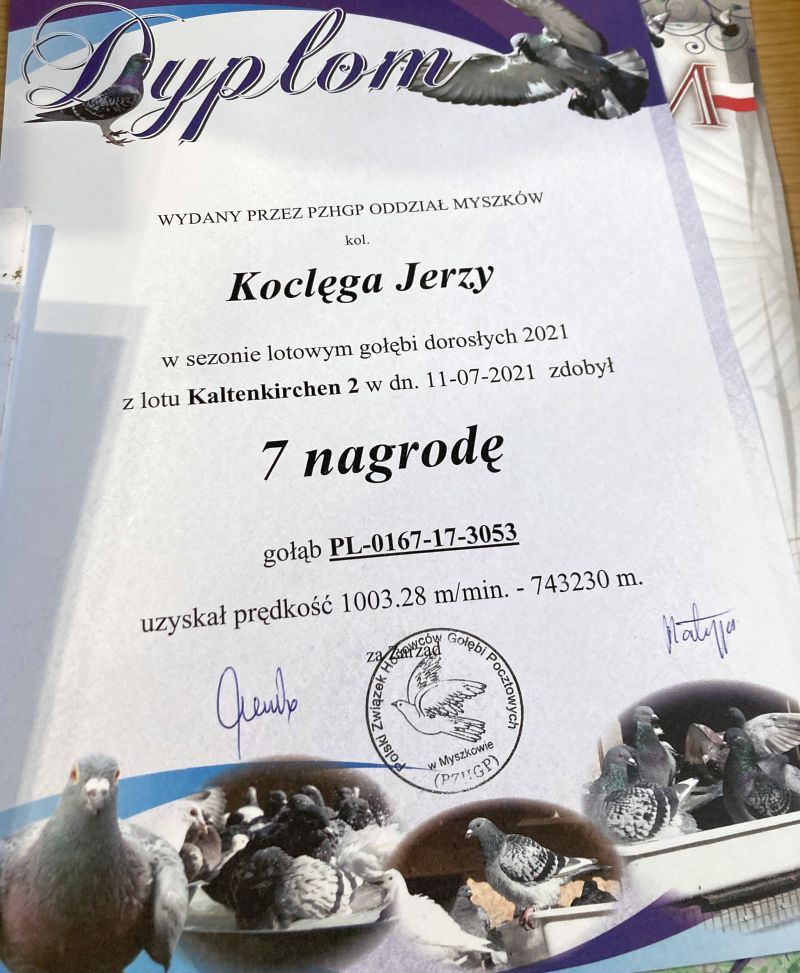 Dyplom
WYDANY PRZEZ PZHGP ODDZIAŁ MYSZKÓW
kol.
Koclęga Jerzy
w sezonie lotowym gołębi dorosłych 2021
z lotu Kaltenkirchen 2 w dn. 11-07-2021 zdobył
7 nagrodę
gołąb PL-0167-17-3053
uzyskał prędkość 1003.28 m/min. - 743230 m.
za Zarząd
Polski Związek Hodowców Gołębi Pocztowych
w Myszkowie
(PZHGP)
M